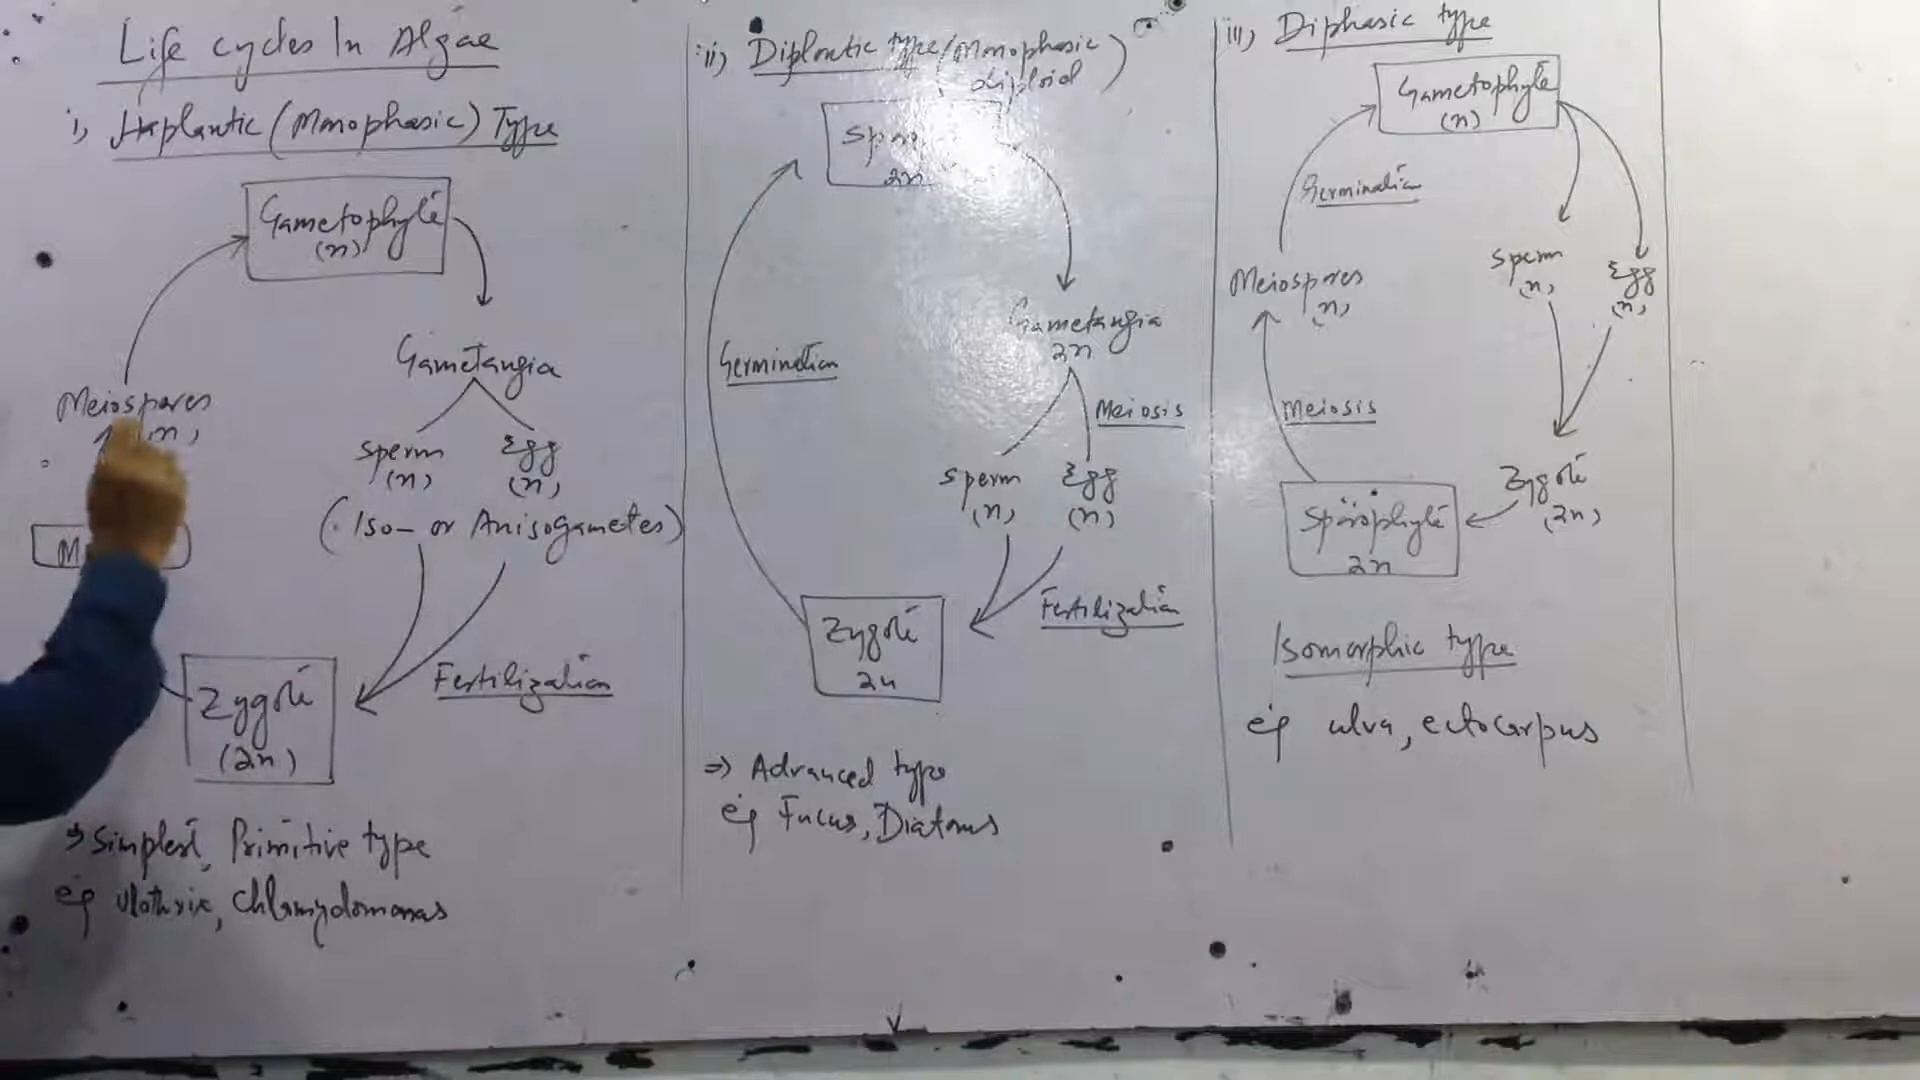 Life cycles In Algae
i, Haplontic (Monophasic) Type
Gametophyte
(n)
Gametangia
Meiospores
(n)
sperm Egg
(n) (n)
(Iso- or Anisogametes)
Fertilization
Zygote
(2n)
⇒ Simplest, Primitive type
eg Ulothrix, Chlamydomonas
ii) Diplontic type/(Monophasic
diploid)
2n
Gametangia
2n
Germination
Meiosis
sperm Egg
(n) (n)
Fertilization
Zygote
2n
⇒ Advanced type
eg Fucus, Diatoms
iii) Diphasic type
Gametophyte
(n)
Germination
sperm Egg
(n) (n)
Meiospores
(n)
Meiosis
Zygote
(2n)
Sporophyte
2n
Isomorphic type
eg ulva, ectocarpus